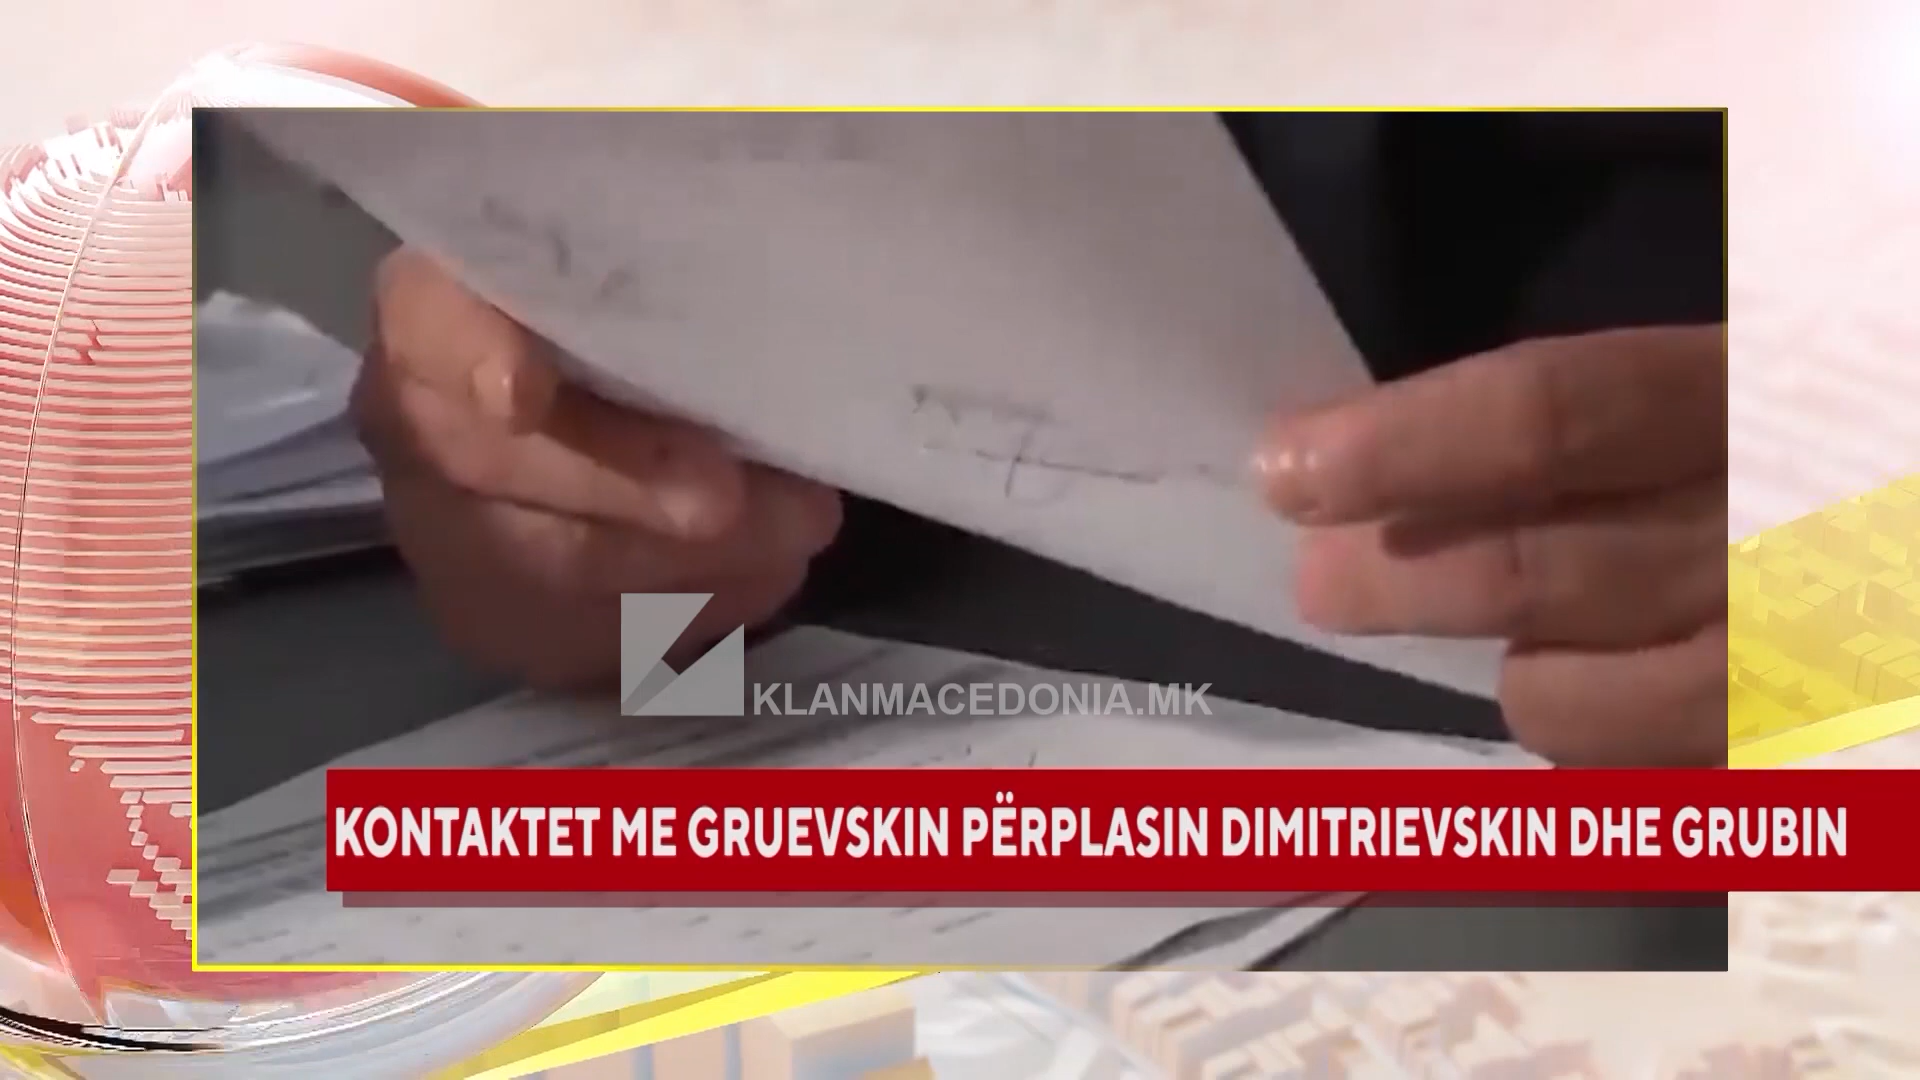 KLANMACEDONIA.MK
KONTAKTET ME GRUEVSKIN PËRPLASIN DIMITRIEVSKIN DHE GRUBIN